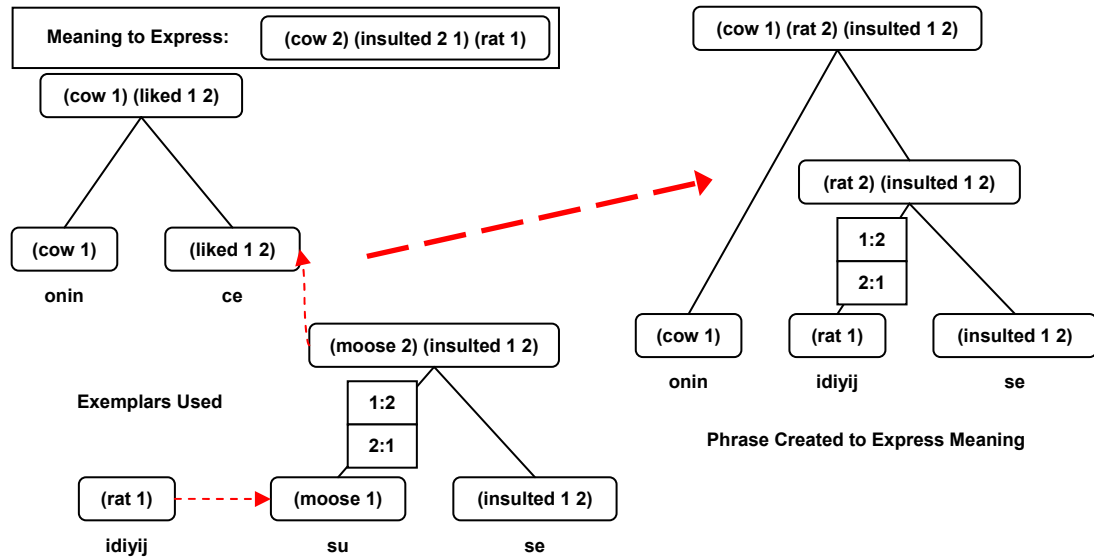 Meaning to Express: (cow 2) (insulted 2 1) (rat 1)
(cow 1) (liked 1 2)
(cow 1) (liked 1 2)
onin ce
(moose 2) (insulted 1 2)
Exemplars Used
1:2
2:1
(rat 1) (moose 1) (insulted 1 2)
idiyij su se
(cow 1) (rat 2) (insulted 1 2)
(rat 2) (insulted 1 2)
1:2
2:1
(cow 1) (rat 1) (insulted 1 2)
onin idiyij se
Phrase Created to Express Meaning